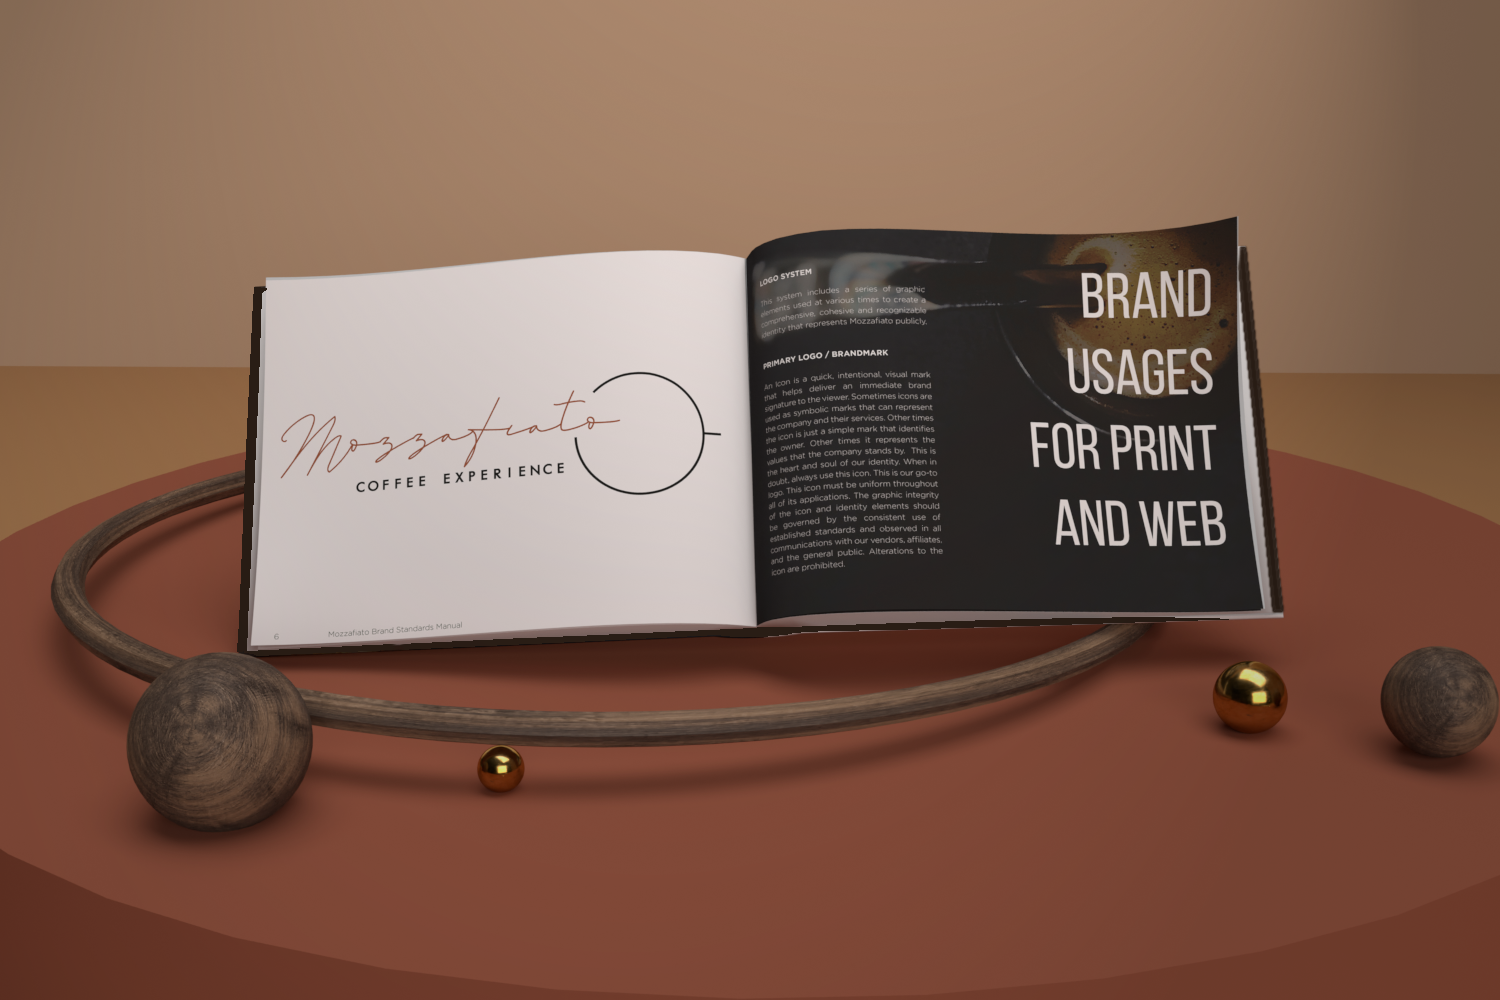 Mozzafiato
COFFEE EXPERIENCE
6
Mozzafiato Brand Standards Manual
LOGO SYSTEM
This system includes a series of graphic
elements used at various times to create a
comprehensive, cohesive and recognizable
identity that represents Mozzafiato publicly.
PRIMARY LOGO / BRANDMARK
An Icon is a quick, intentional, visual mark
that helps deliver an immediate brand
signature to the viewer. Sometimes icons are
used as symbolic marks that can represent
the company and their services. Other times
the icon is just a simple mark that identifies
the owner. Other times it represents the
values that the company stands by. This is
the heart and soul of our identity. When in
doubt, always use this icon. This is our go-to
logo. This icon must be uniform throughout
all of its applications. The graphic integrity
of the icon and identity elements should
be governed by the consistent use of
established standards and observed in all
communications with our vendors, affiliates,
and the general public. Alterations to the
icon are prohibited.
BRAND
USAGES
FOR PRINT
AND WEB